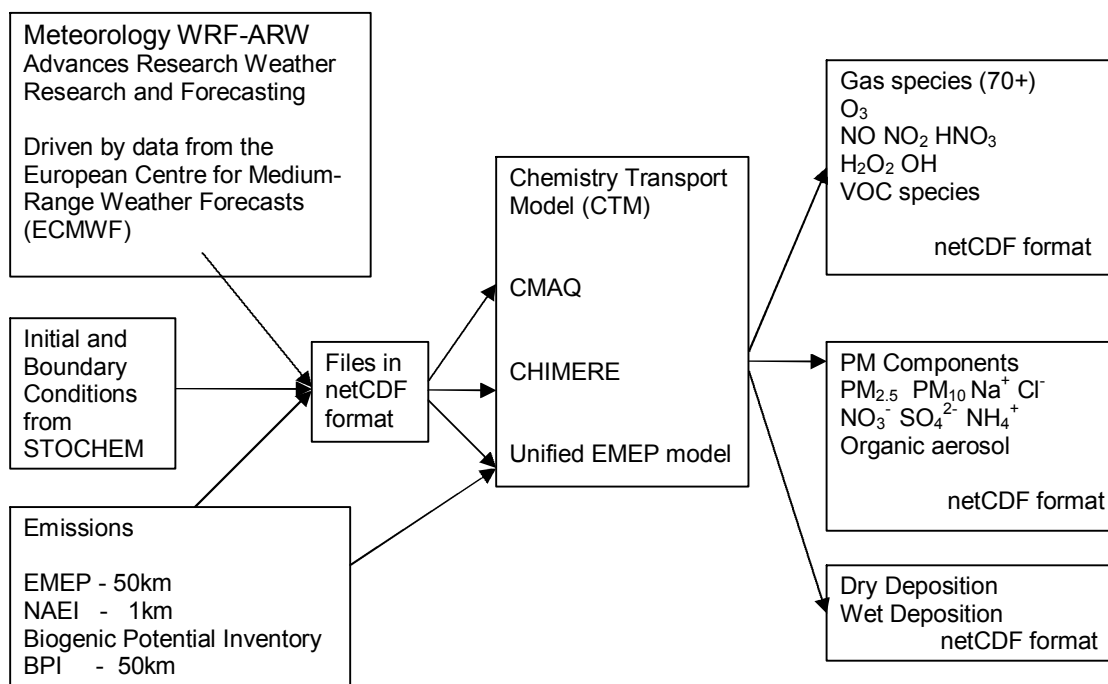 Meteorology WRF-ARW
Advances Research Weather
Research and Forecasting
Driven by data from the
European Centre for Medium-
Range Weather Forecasts
(ECMWF)
Initial and
Boundary
Conditions
from
STOCHEM
Emissions
EMEP - 50km
NAEI - 1km
Biogenic Potential Inventory
BPI - 50km
Files in
netCDF
format
Chemistry Transport
Model (CTM)
CMAQ
CHIMERE
Unified EMEP model
Gas species (70+)
O₃
NO NO₂ HNO₃
H₂O₂ OH
VOC species
netCDF format
PM Components
PM₂.₅ PM₁₀ Na⁺ Cl⁻
NO₃⁻ SO₄²⁻ NH₄⁺
Organic aerosol
netCDF format
Dry Deposition
Wet Deposition
netCDF format